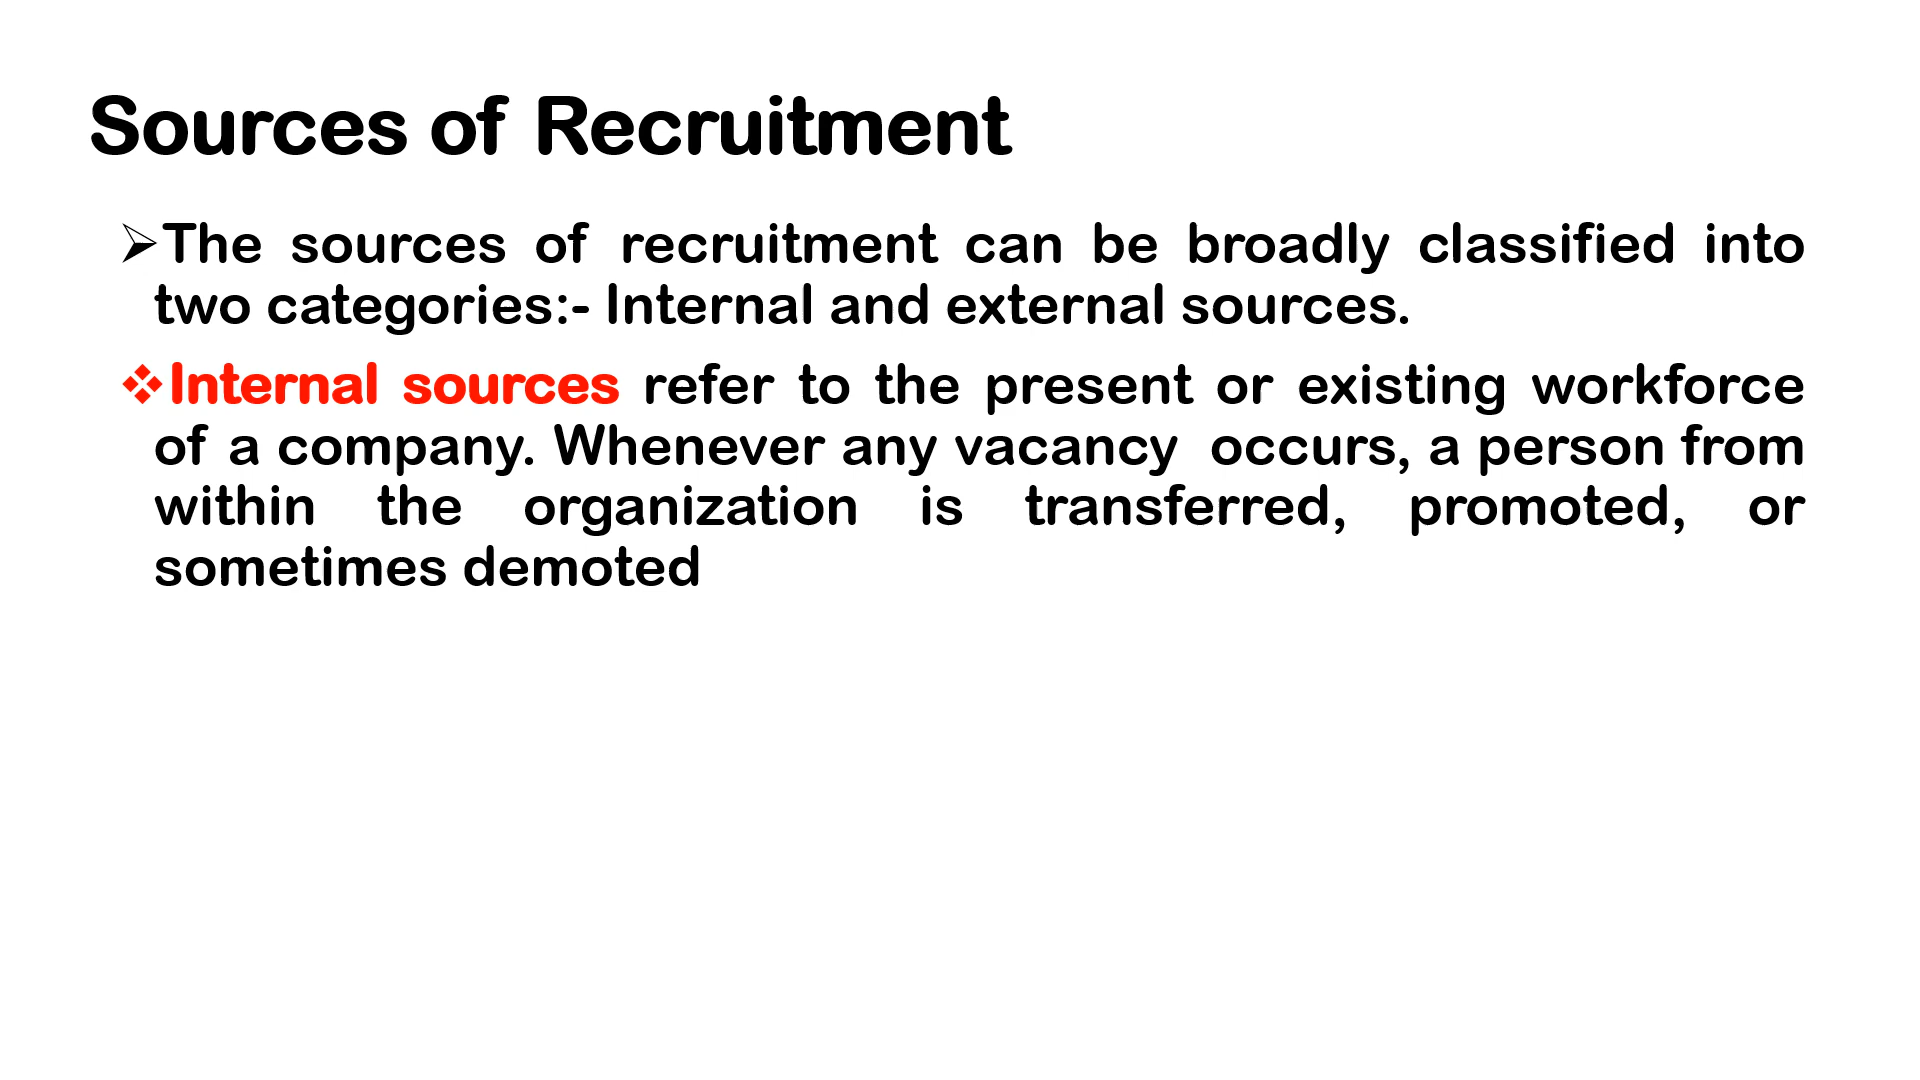 Sources of Recruitment
➢The sources of recruitment can be broadly classified into
two categories:- Internal and external sources.
❖Internal sources refer to the present or existing workforce
of a company. Whenever any vacancy  occurs, a person from
within the organization is transferred, promoted, or
sometimes demoted